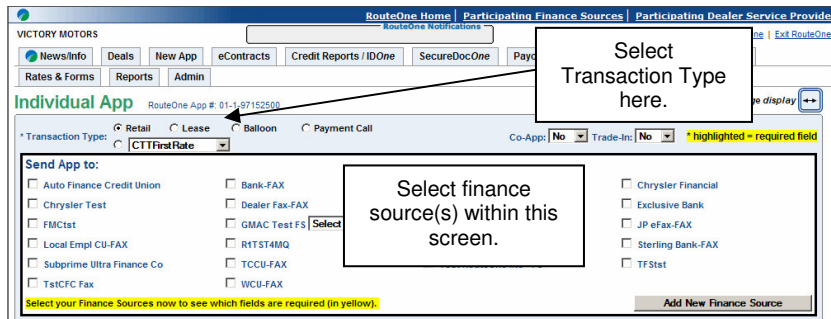 RouteOne Home | Participating Finance Sources | Participating Dealer Service Provide
VICTORY MOTORS
RouteOne Notifications
ne | Exit RouteOne
News/Info Deals New App eContracts Credit Reports / IDOne SecureDocOne
Rates & Forms Reports Admin
Select
Transaction Type
here.
Individual App RouteOne App #: 01-1-97152500
e display
* Transaction Type: Retail Lease Balloon Payment Call
CTTFirstRate
Co-App: No Trade-In: No * highlighted = required field
Send App to:
Auto Finance Credit Union Bank-FAX Chrysler Financial
Chrysler Test Dealer Fax-FAX Exclusive Bank
FMCtst GMAC Test FS Select JP eFax-FAX
Local Empl CU-FAX R1TST4MQ Sterling Bank-FAX
Subprime Ultra Finance Co TCCU-FAX TFStst
TstCFC Fax WCU-FAX
Select finance
source(s) within this
screen.
Select your Finance Sources now to see which fields are required (in yellow). Add New Finance Source